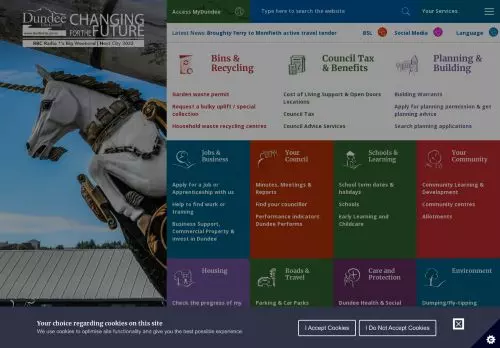 Dundee
CHANGING
FOR THE FUTURE
www.dundee.gov.uk
BBC Radio 1's Big Weekend | Host City 2023
Access MyDundee
Type here to search the website
Your Services
Latest News: Broughty Ferry to Monifieth active travel tender
BSL
Social Media
Language
Bins &
Recycling
Garden waste permit
Request a bulky uplift / special
collection
Household waste recycling centres
Council Tax
& Benefits
Cost of Living Support & Open Doors
Locations
Council Tax
Council Advice Services
Planning &
Building
Building Warrants
Apply for planning permission & get
planning advice
Search planning applications
Jobs &
Business
Apply for a Job or
Apprenticeship with us
Help to find work or
training
Business Support,
Commercial Property &
Invest in Dundee
Your
Council
Minutes, Meetings &
Reports
Find your councillor
Performance indicators
Dundee Performs
Schools &
Learning
School term dates &
holidays
Schools
Early Learning and
Childcare
Your
Community
Community Learning &
Development
Community centres
Allotments
Housing
Check the progress of my
Roads &
Travel
Parking & Car Parks
Care and
Protection
Dundee Health & Social
Environment
Dumping/fly-tipping
Your choice regarding cookies on this site
We use cookies to optimise site functionality and give you the best possible experience.
I Accept Cookies
I Do Not Accept Cookies